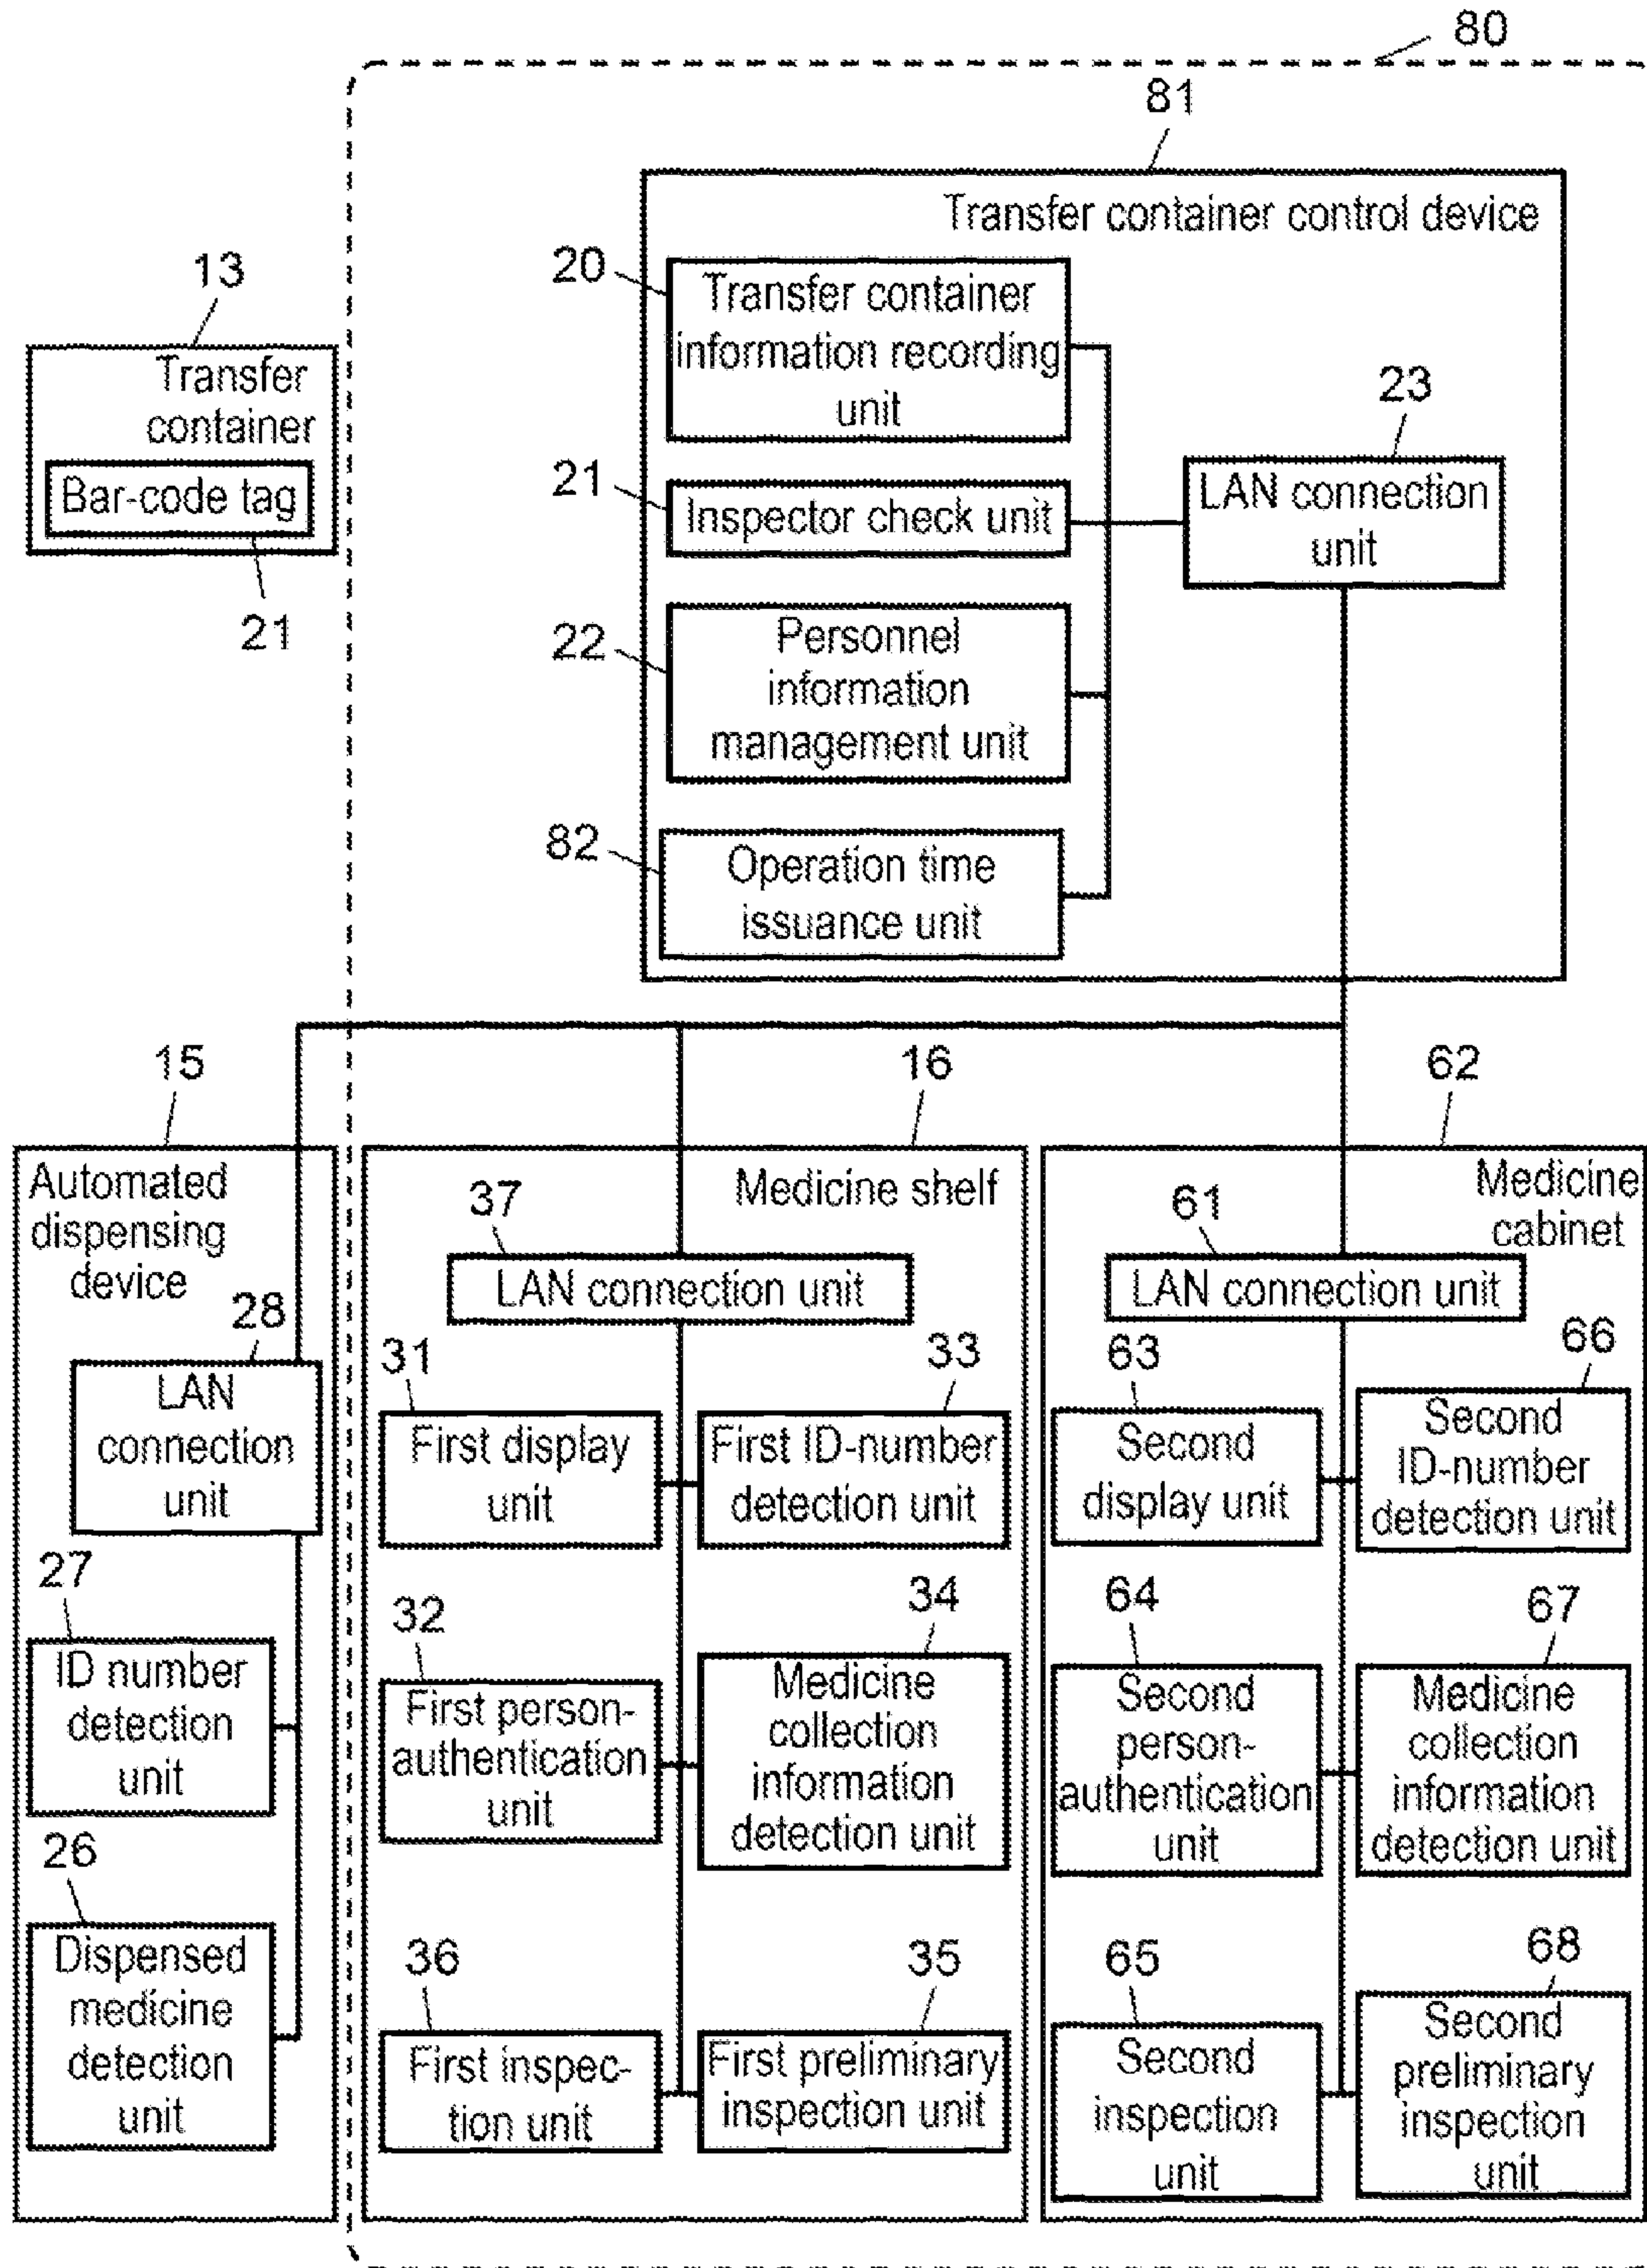 80
81
Transfer container control device
20
Transfer container
information recording
unit
13
Transfer
container
Bar-code tag
21
23
LAN connection
unit
21
Inspector check unit
22
Personnel
information
management unit
82
Operation time
issuance unit
15
Automated
dispensing
device
28
LAN
connection
unit
27
ID number
detection
unit
26
Dispensed
medicine
detection
unit
16
Medicine shelf
37
LAN connection unit
31
First display
unit
33
First ID-number
detection unit
32
First person-
authentication
unit
34
Medicine
collection
information
detection unit
36
First inspec-
tion unit
35
First preliminary
inspection unit
62
Medicine
cabinet
61
LAN connection unit
63
Second
display unit
66
Second
ID-number
detection unit
64
Second
person-
authentication
unit
67
Medicine
collection
information
detection unit
65
Second
inspection
unit
68
Second
preliminary
inspection
unit